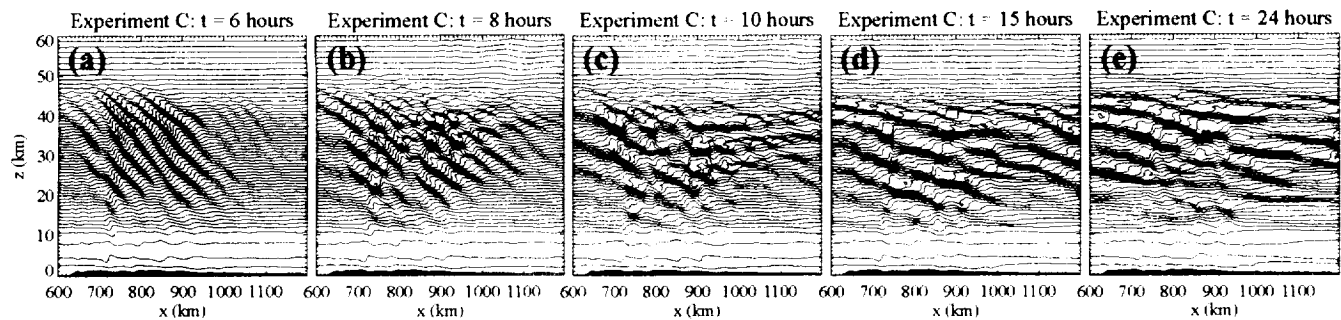 Experiment C: t = 6 hours
Experiment C: t = 8 hours
Experiment C: t = 10 hours
Experiment C: t = 15 hours
Experiment C: t = 24 hours
(a)
(b)
(c)
(d)
(e)
z (km)
60
50
40
30
20
10
0
600 700 800 900 1000 1100
600 700 800 900 1000 1100
600 700 800 900 1000 1100
600 700 800 900 1000 1100
600 700 800 900 1000 1100
x (km)
x (km)
x (km)
x (km)
x (km)